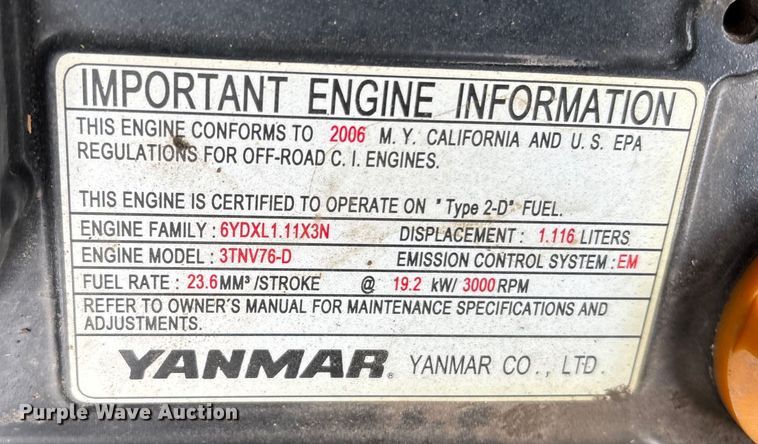 IMPORTANT ENGINE INFORMATION
THIS ENGINE CONFORMS TO 2006 M. Y. CALIFORNIA AND U. S. EPA
REGULATIONS FOR OFF-ROAD C. I. ENGINES.
THIS ENGINE IS CERTIFIED TO OPERATE ON " Type 2-D" FUEL.
ENGINE FAMILY : 6YDXL1.11X3N DISPLACEMENT : 1.116 LITERS
ENGINE MODEL : 3TNV76-D EMISSION CONTROL SYSTEM : EM
FUEL RATE : 23.6 MM³ /STROKE @ 19.2 kW/ 3000 RPM
REFER TO OWNER'S MANUAL FOR MAINTENANCE SPECIFICATIONS AND
ADJUSTMENTS.
YANMAR® YANMAR CO., LTD.
Purple Wave Auction